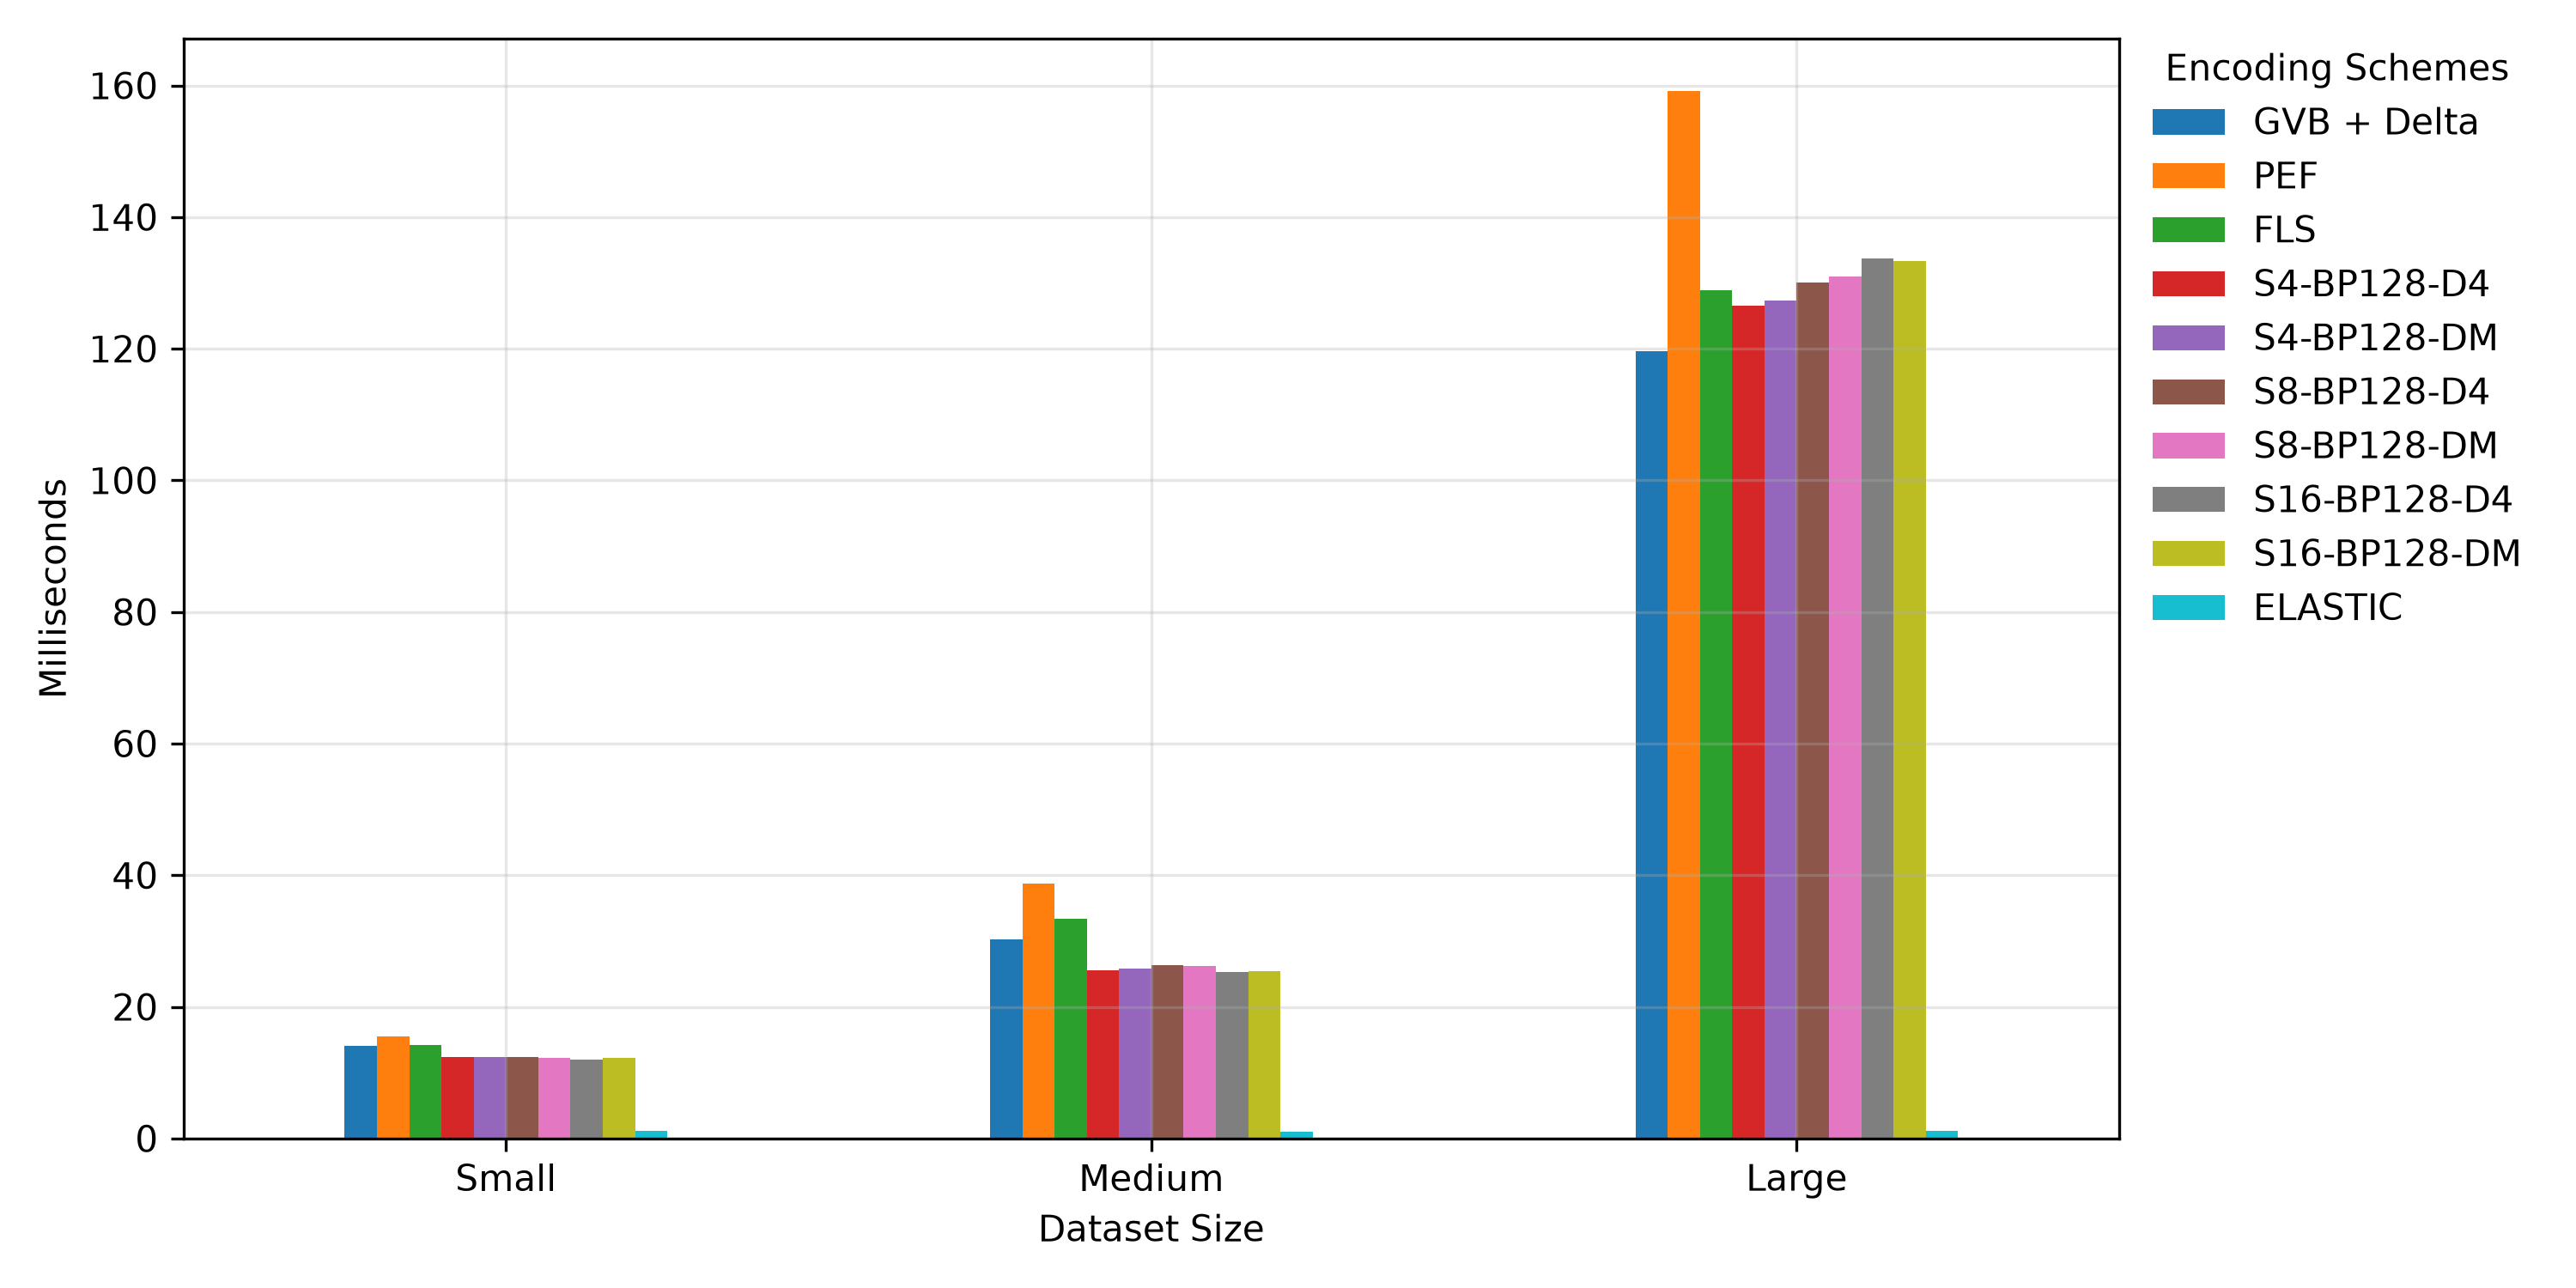 Milliseconds
160
140
120
100
80
60
40
20
0
Small
Medium
Large
Dataset Size
Encoding Schemes
GVB + Delta
PEF
FLS
S4-BP128-D4
S4-BP128-DM
S8-BP128-D4
S8-BP128-DM
S16-BP128-D4
S16-BP128-DM
ELASTIC